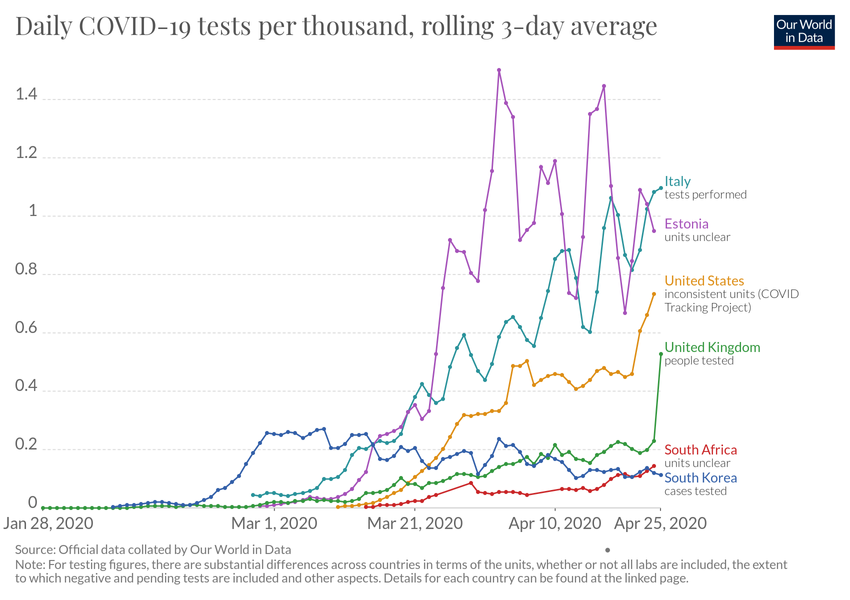 Daily COVID-19 tests per thousand, rolling 3-day average
Our World
in Data
1.4
1.2
1
0.8
0.6
0.4
0.2
0
Italy
tests performed
Estonia
units unclear
United States
inconsistent units (COVID
Tracking Project)
United Kingdom
people tested
South Africa
units unclear
South Korea
cases tested
Jan 28, 2020
Mar 1, 2020
Mar 21, 2020
Apr 10, 2020
Apr 25, 2020
Source: Official data collated by Our World in Data
Note: For testing figures, there are substantial differences across countries in terms of the units, whether or not all labs are included, the extent
to which negative and pending tests are included and other aspects. Details for each country can be found at the linked page.